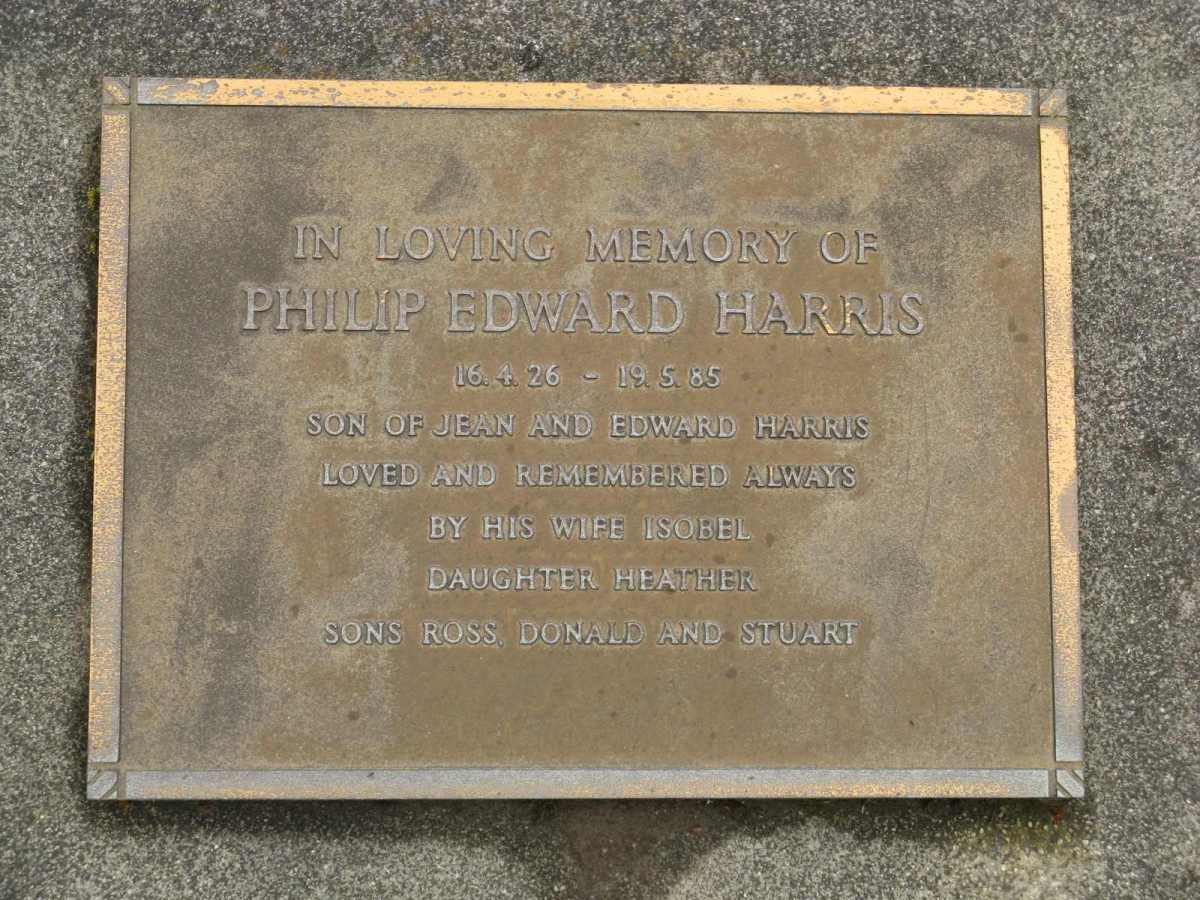 IN LOVING MEMORY OF
PHILIP EDWARD HARRIS
16.4.26 - 19.5.85
SON OF JEAN AND EDWARD HARRIS
LOVED AND REMEMBERED ALWAYS
BY HIS WIFE ISOBEL
DAUGHTER HEATHER
SONS ROSS, DONALD AND STUART